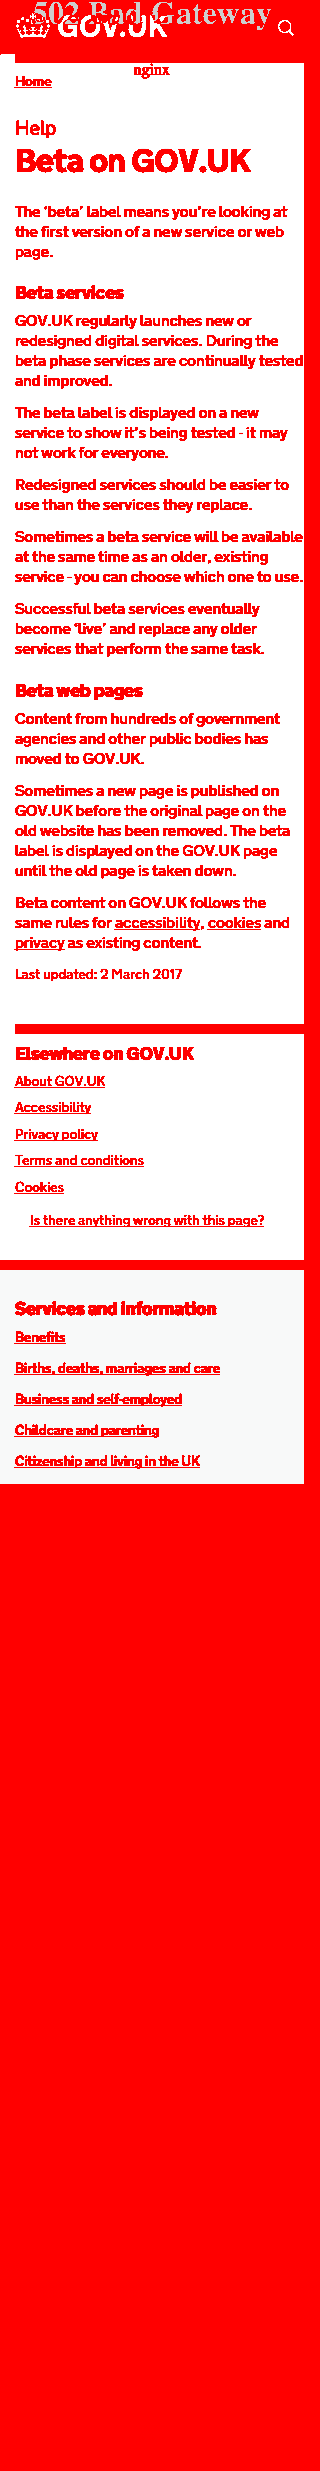 502 Bad Gateway
GOV.UK
nginx
Home
Help
Beta on GOV.UK
The ‘beta’ label means you’re looking at
the first version of a new service or web
page.
Beta services
GOV.UK regularly launches new or
redesigned digital services. During the
beta phase services are continually tested
and improved.
The beta label is displayed on a new
service to show it’s being tested - it may
not work for everyone.
Redesigned services should be easier to
use than the services they replace.
Sometimes a beta service will be available
at the same time as an older, existing
service - you can choose which one to use.
Successful beta services eventually
become ‘live’ and replace any older
services that perform the same task.
Beta web pages
Content from hundreds of government
agencies and other public bodies has
moved to GOV.UK.
Sometimes a new page is published on
GOV.UK before the original page on the
old website has been removed. The beta
label is displayed on the GOV.UK page
until the old page is taken down.
Beta content on GOV.UK follows the
same rules for accessibility, cookies and
privacy as existing content.
Last updated: 2 March 2017
Elsewhere on GOV.UK
About GOV.UK
Accessibility
Privacy policy
Terms and conditions
Cookies
Is there anything wrong with this page?
Services and information
Benefits
Births, deaths, marriages and care
Business and self-employed
Childcare and parenting
Citizenship and living in the UK